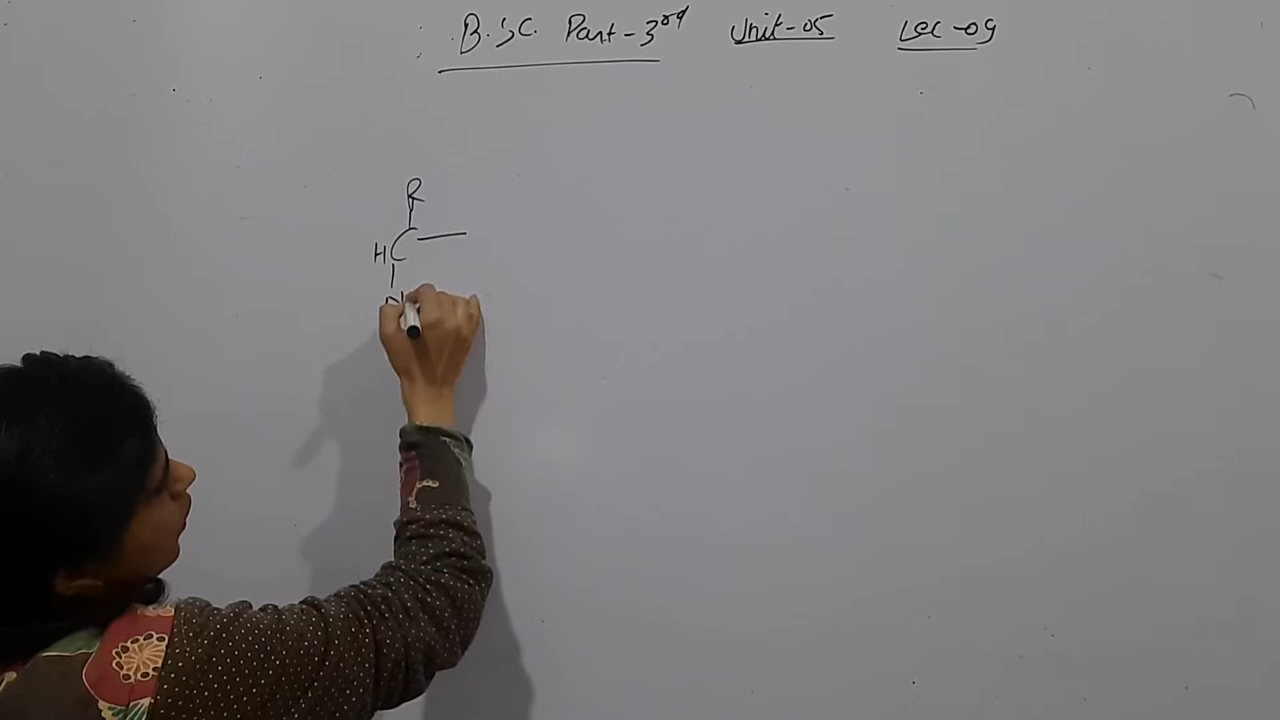 B.SC. Part-3rd Unit-05 Lec-09
R
HC—
N